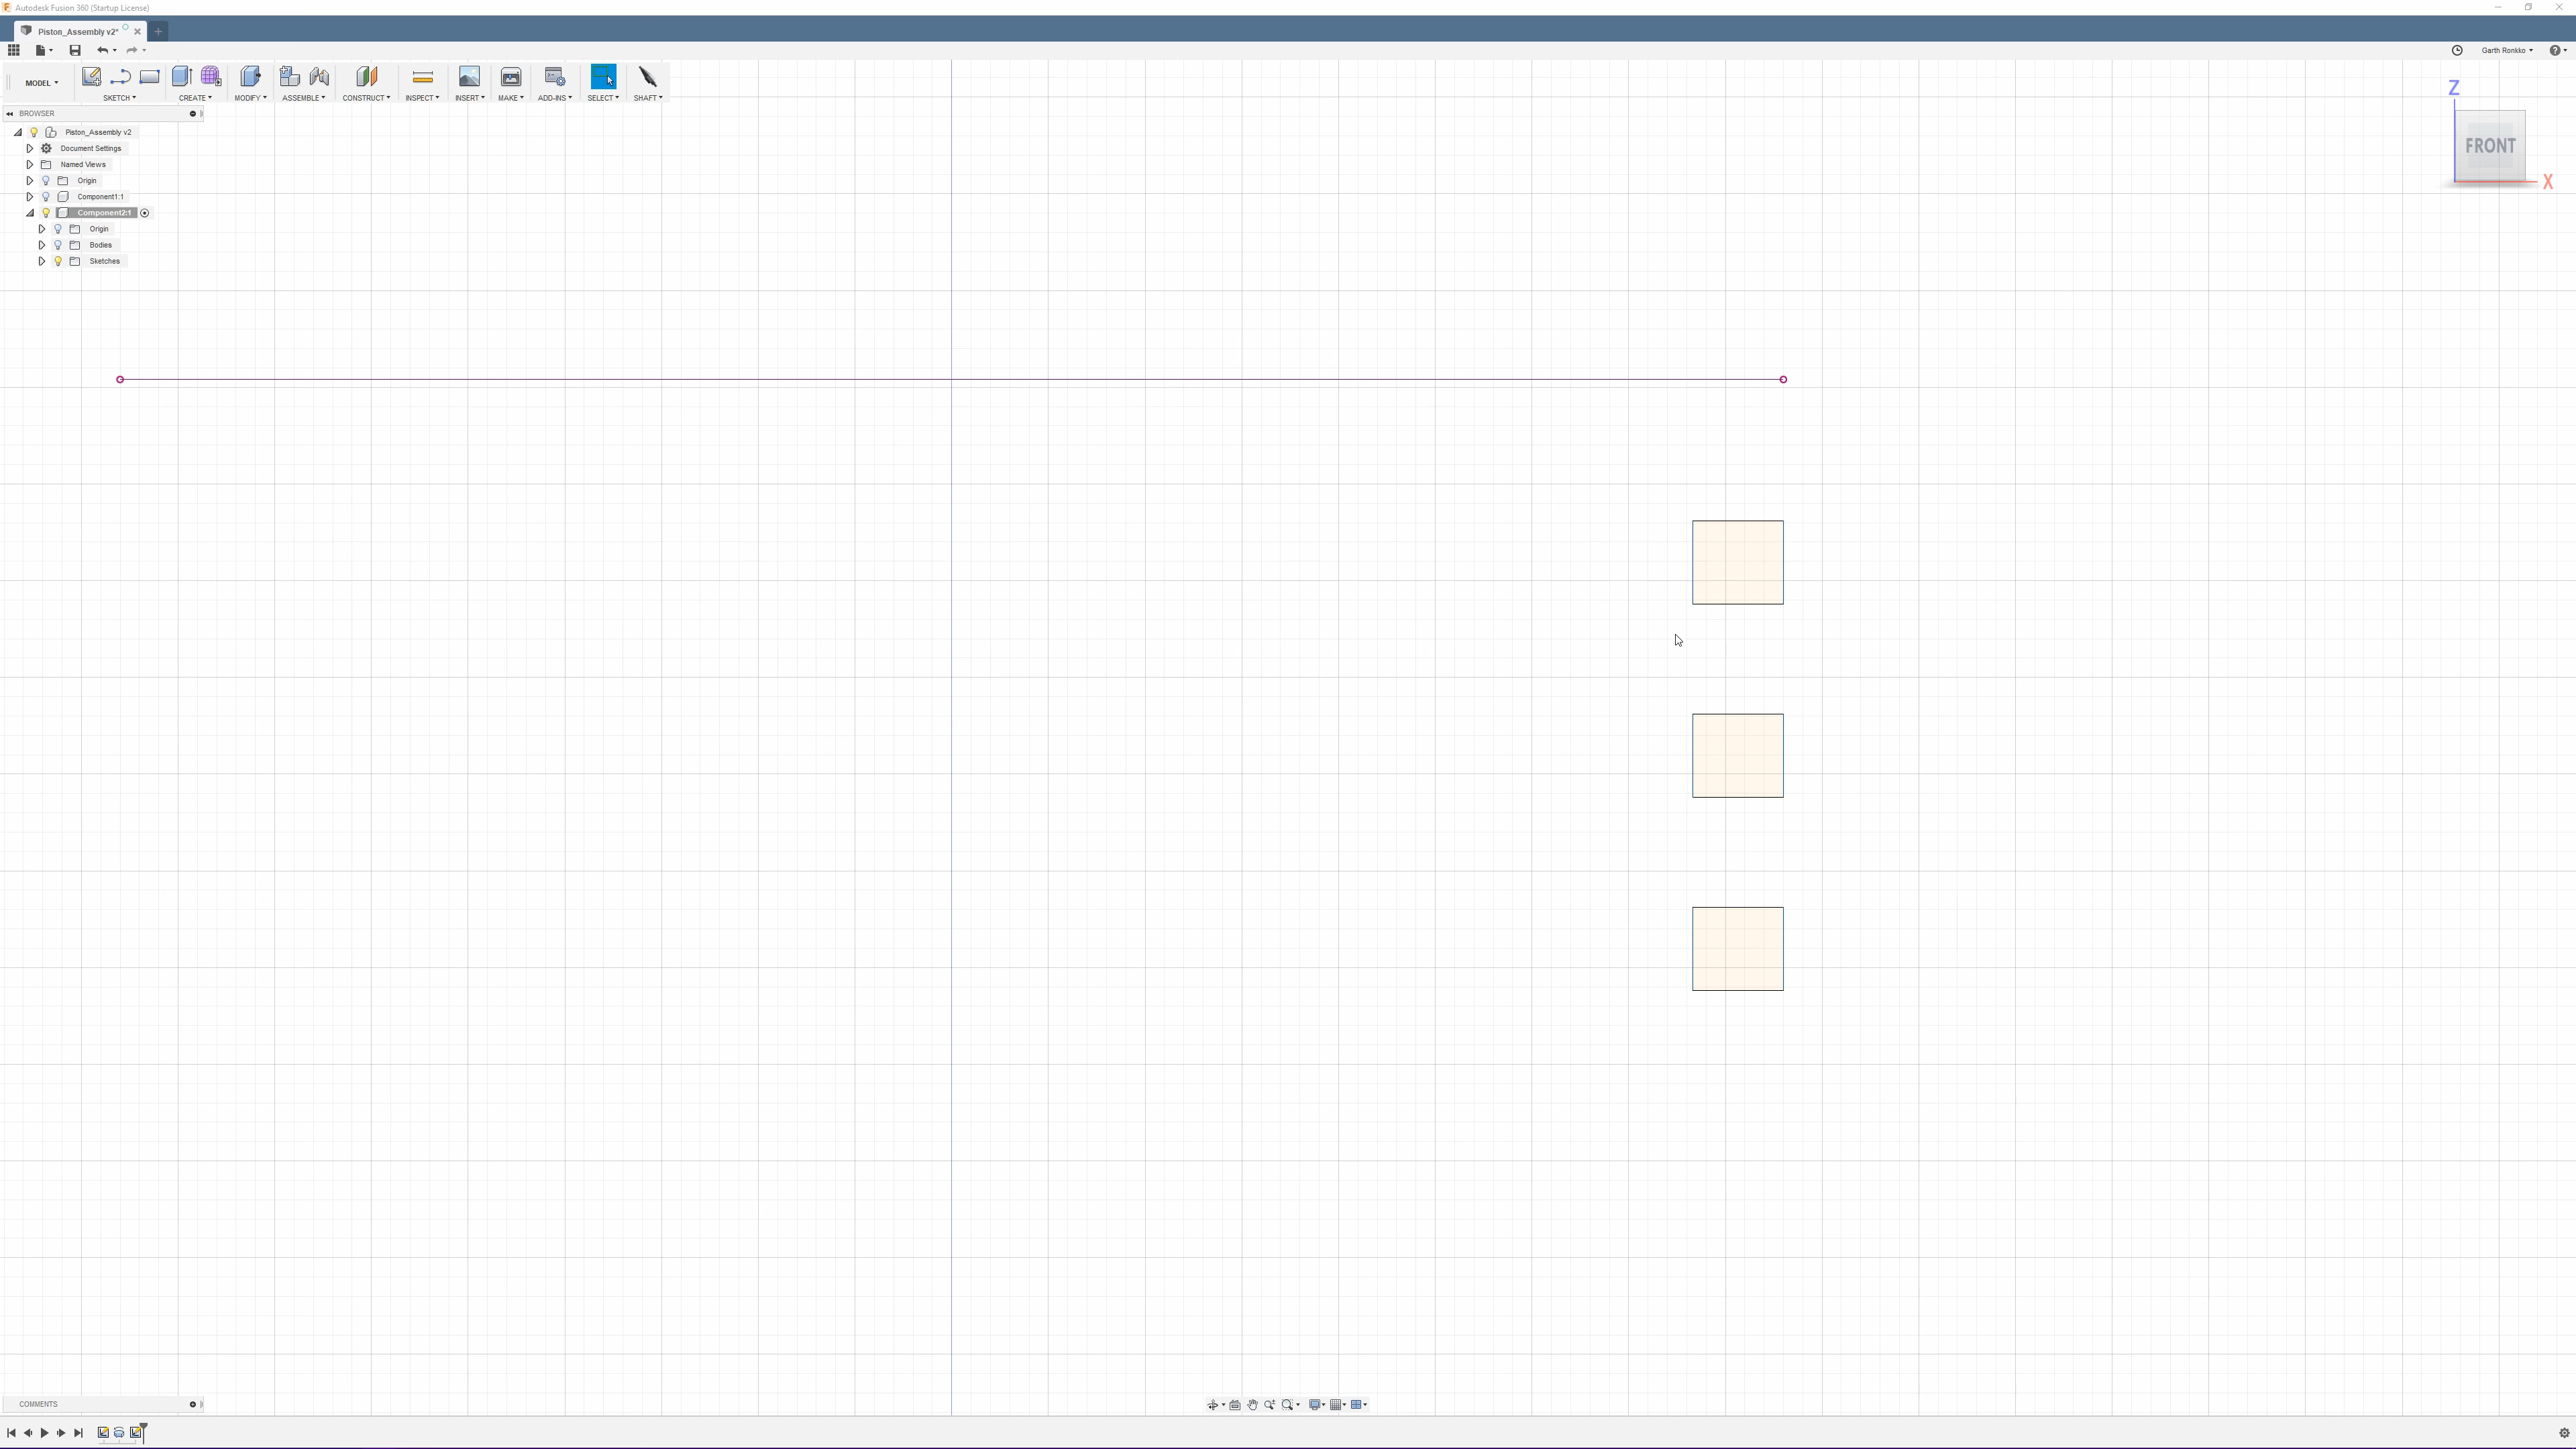 Autodesk Fusion 360 (Startup License)
Piston_Assembly v2*
Garth Ronkko
MODEL
SKETCH CREATE MODIFY ASSEMBLE CONSTRUCT INSPECT INSERT MAKE ADD-INS SELECT SHAFT
BROWSER
Piston_Assembly v2
Document Settings
Named Views
Origin
Component1:1
Component2:1
Origin
Bodies
Sketches
Z
FRONT
X
COMMENTS